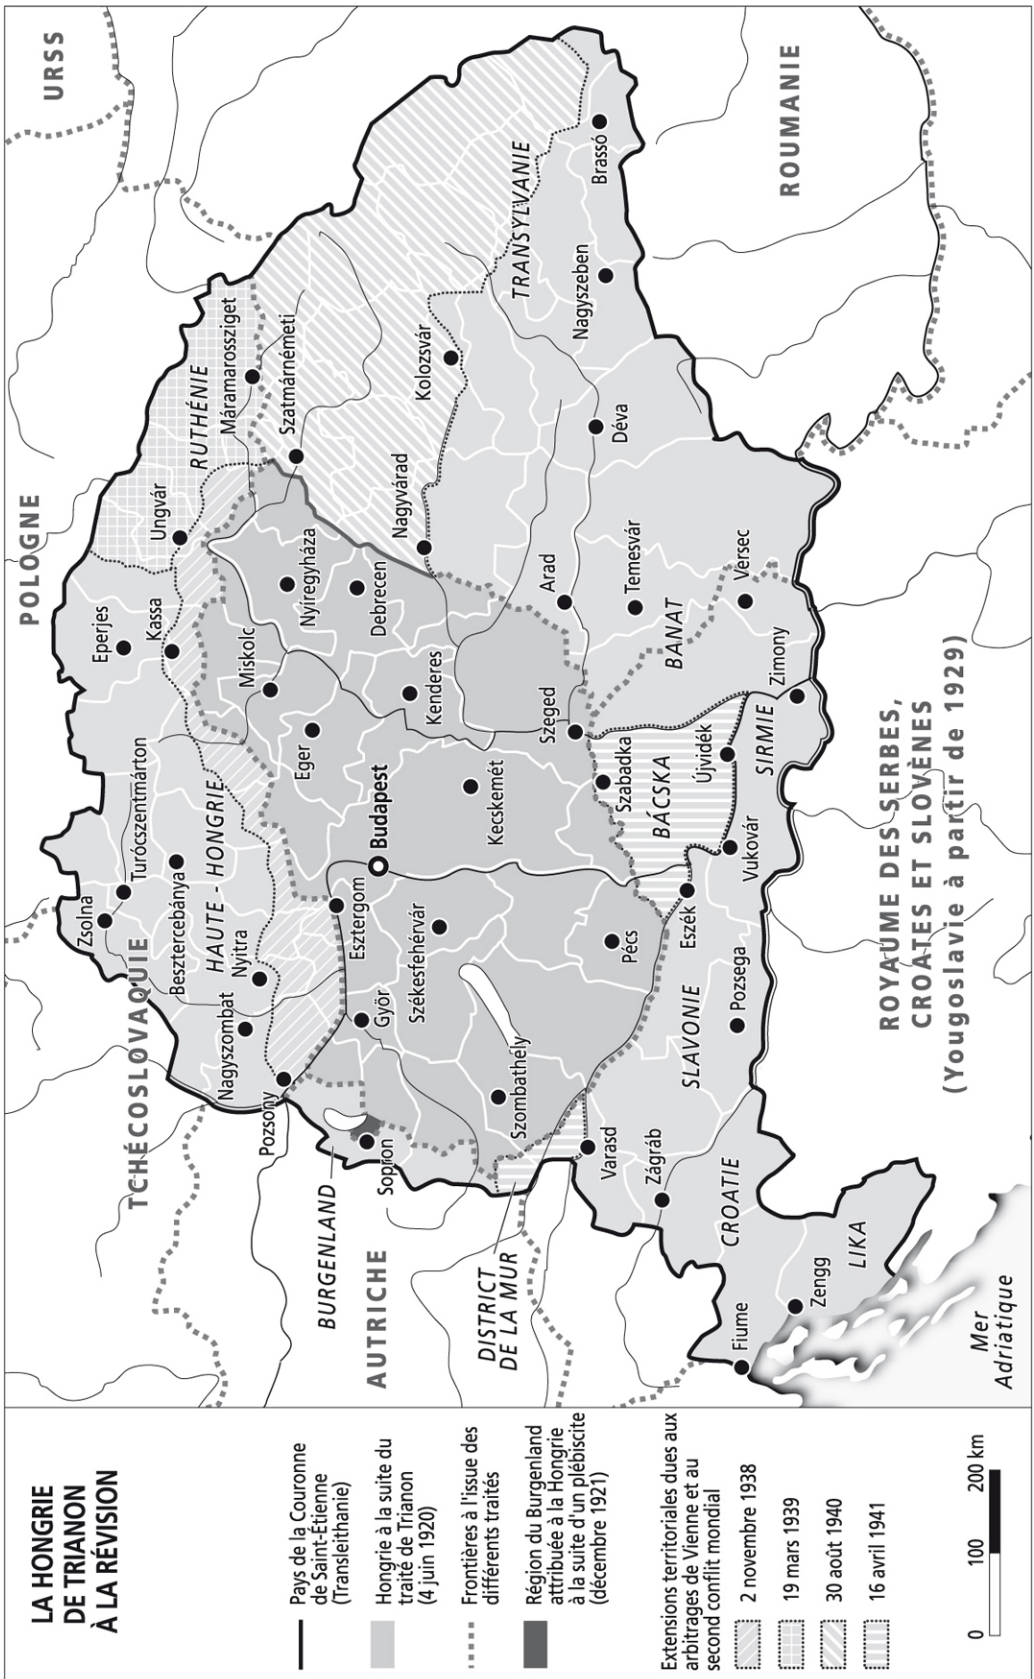 LA HONGRIE
DE TRIANON
À LA RÉVISION
Pays de la Couronne
de Saint-Étienne
(Transleithanie)
Hongrie à la suite du
traité de Trianon
(4 juin 1920)
Frontières à l'issue des
différents traités
Région du Burgenland
attribuée à la Hongrie
à la suite d'un plébiscite
(décembre 1921)
Extensions territoriales dues aux
arbitrages de Vienne et au
second conflit mondial
2 novembre 1938
19 mars 1939
30 août 1940
16 avril 1941
0 100 200 km
URSS
POLOGNE
TCHÉCOSLOVAQUIE
AUTRICHE
ROUMANIE
ROYAUME DES SERBES,
CROATES ET SLOVÈNES
(Yougoslavie à partir de 1929)
Mer
Adriatique
BURGENLAND
DISTRICT
DE LA MUR
HAUTE - HONGRIE
RUTHÉNIE
TRANSYLVANIE
BANAT
BÁCSKA
SIRMIE
SLAVONIE
CROATIE
LIKA
Zsolna
Turócszentmárton
Besztercebánya
Nyitra
Nagyszombat
Pozsony
Eperjes
Kassa
Ungvár
Máramarossziget
Szatmárnémeti
Miskolc
Nyíregyháza
Debrecen
Eger
Kenderes
Budapest
Esztergom
Györ
Székesfehérvár
Sopron
Szombathély
Kecskemét
Szeged
Pécs
Nagyvárad
Kolozsvár
Brassó
Nagyszeben
Déva
Arad
Temesvár
Versec
Szabadka
Újvidék
Zimony
Vukovár
Eszék
Pozsega
Varasd
Zágráb
Fiume
Zengg